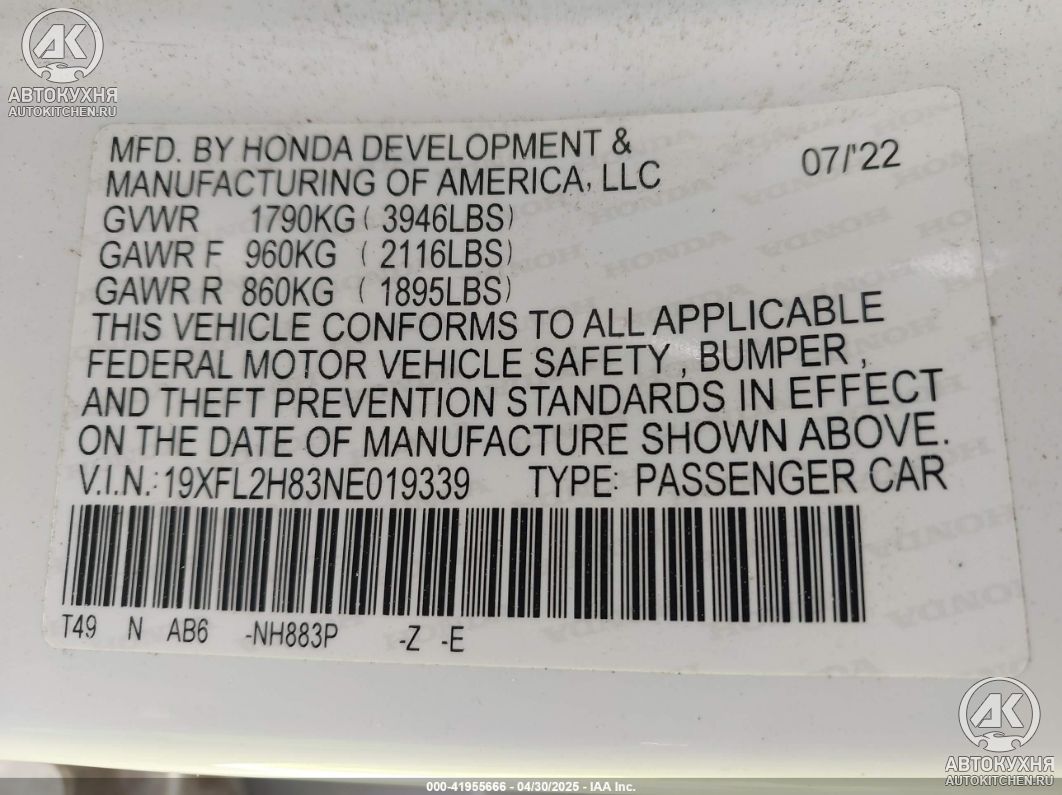 АВТОКУХНЯ
AUTOKITCHEN.RU
MFD. BY HONDA DEVELOPMENT &
MANUFACTURING OF AMERICA, LLC
07/'22
GVWR 1790KG ( 3946LBS)
GAWR F 960KG ( 2116LBS)
GAWR R 860KG ( 1895LBS)
THIS VEHICLE CONFORMS TO ALL APPLICABLE
FEDERAL MOTOR VEHICLE SAFETY , BUMPER ,
AND THEFT PREVENTION STANDARDS IN EFFECT
ON THE DATE OF MANUFACTURE SHOWN ABOVE.
V.I.N.: 19XFL2H83NE019339 TYPE: PASSENGER CAR
T49 N AB6 -NH883P -Z -E
АВТОКУХНЯ
AUTOKITCHEN.RU
000-41955666 - 04/30/2025 - IAA Inc.